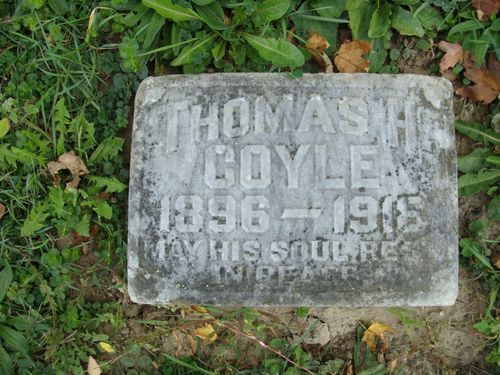 THOMAS H.
COYLE
1896 — 1916
MAY HIS SOUL REST
IN PEACE